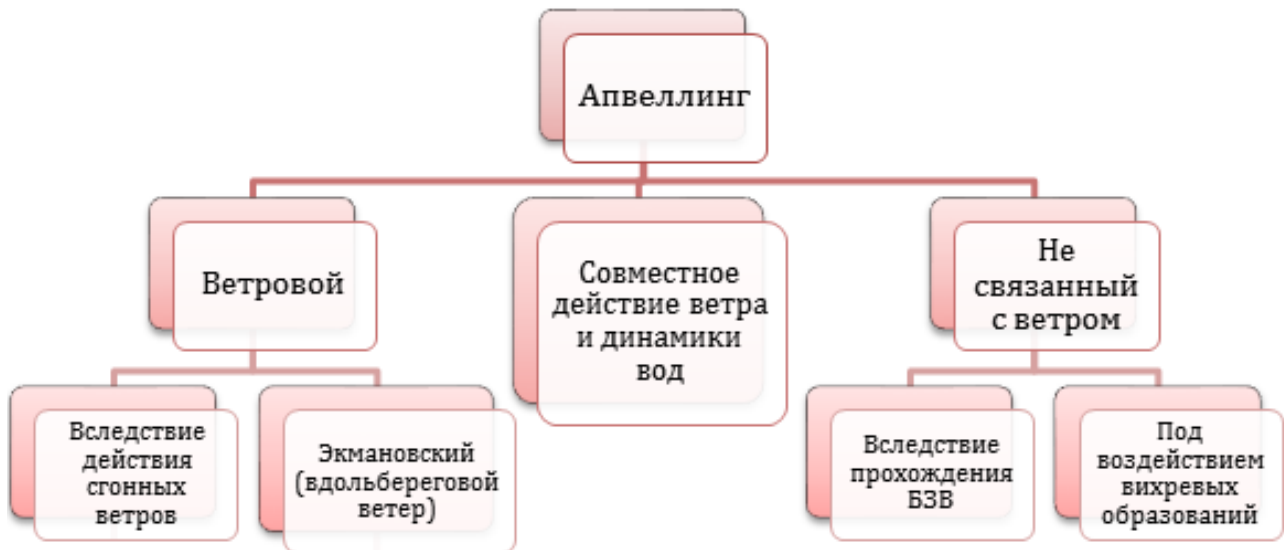 Апвеллинг
Ветровой
Совместное
действие ветра
и динамики
вод
Не
связанный
с ветром
Вследствие
действия
сгонных
ветров
Экмановский
(вдольбереговой
ветер)
Вследствие
прохождения
БЗВ
Под
воздействием
вихревых
образований